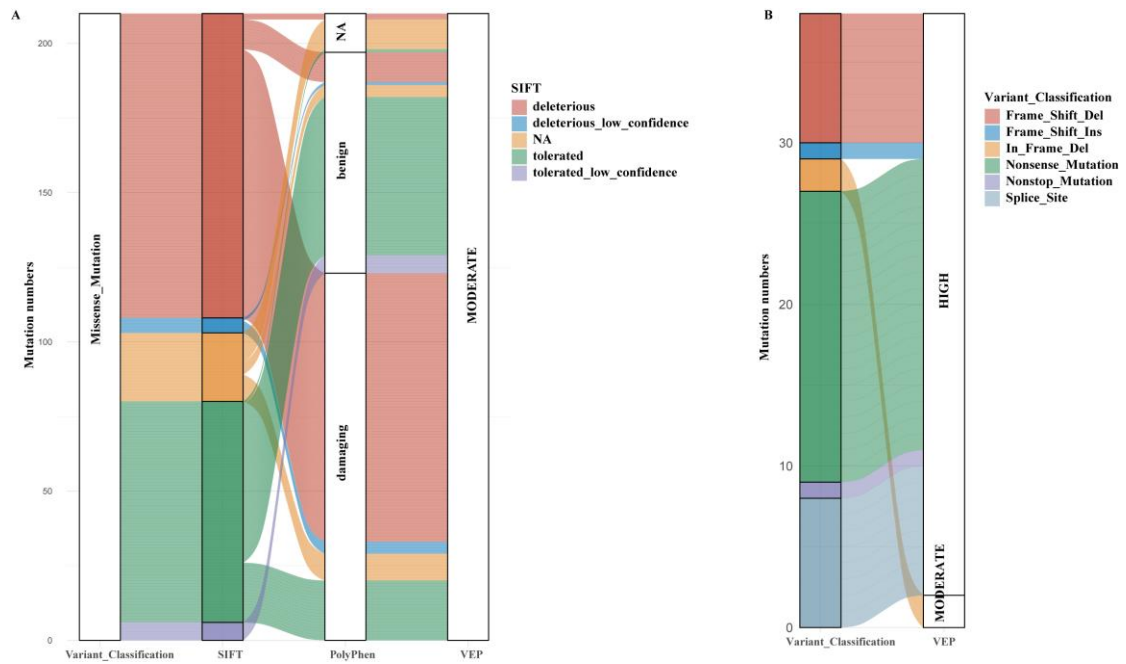 A
Mutation numbers
200
150
100
50
0
Missense_Mutation
NA
benign
damaging
MODERATE
Variant_Classification
SIFT
PolyPhen
VEP
SIFT
deleterious
deleterious_low_confidence
NA
tolerated
tolerated_low_confidence
B
Mutation numbers
30
20
10
0
HIGH
MODERATE
Variant_Classification
VEP
Variant_Classification
Frame_Shift_Del
Frame_Shift_Ins
In_Frame_Del
Nonsense_Mutation
Nonstop_Mutation
Splice_Site